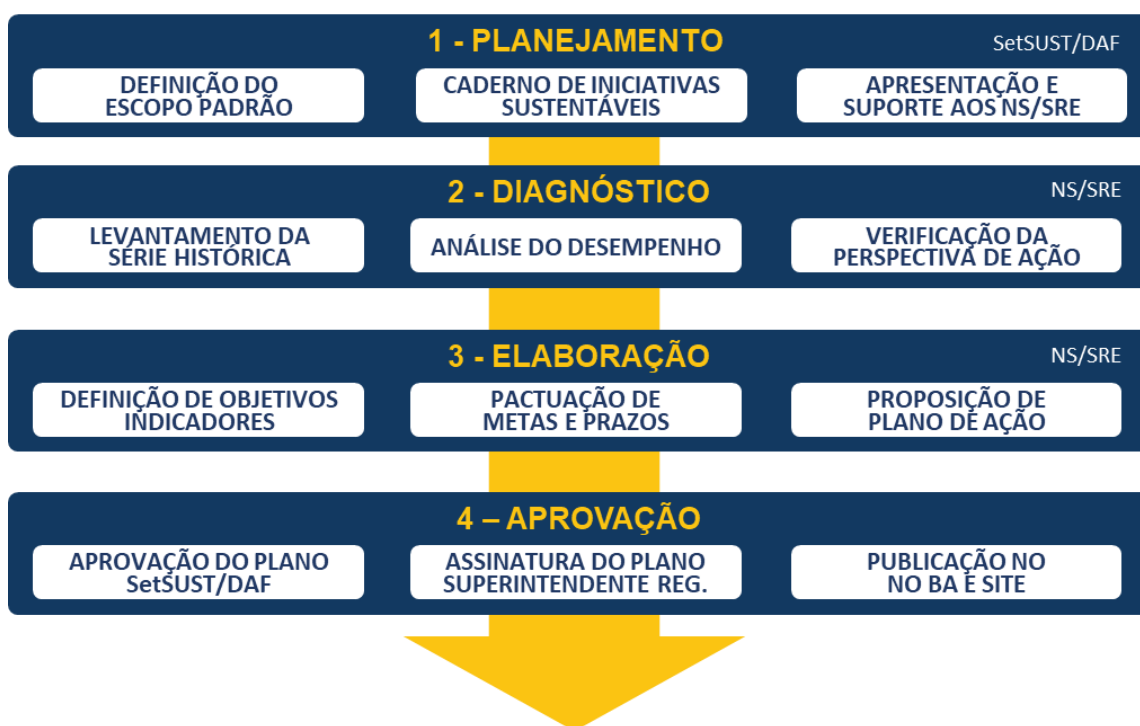 1 - PLANEJAMENTO
SetSUST/DAF
DEFINIÇÃO DO
ESCOPO PADRÃO
CADERNO DE INICIATIVAS
SUSTENTÁVEIS
APRESENTAÇÃO E
SUPORTE AOS NS/SRE
2 - DIAGNÓSTICO
NS/SRE
LEVANTAMENTO DA
SÉRIE HISTÓRICA
ANÁLISE DO DESEMPENHO
VERIFICAÇÃO DA
PERSPECTIVA DE AÇÃO
3 - ELABORAÇÃO
NS/SRE
DEFINIÇÃO DE OBJETIVOS
INDICADORES
PACTUAÇÃO DE
METAS E PRAZOS
PROPOSIÇÃO DE
PLANO DE AÇÃO
4 – APROVAÇÃO
APROVAÇÃO DO PLANO
SetSUST/DAF
ASSINATURA DO PLANO
SUPERINTENDENTE REG.
PUBLICAÇÃO NO
NO BA E SITE